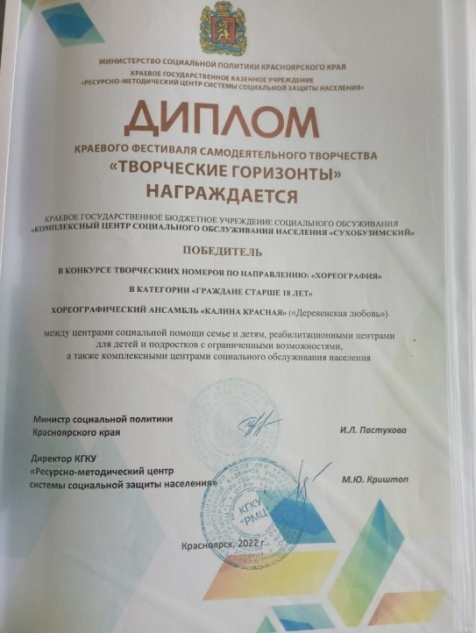 МИНИСТЕРСТВО СОЦИАЛЬНОЙ ПОЛИТИКИ КРАСНОЯРСКОГО КРАЯ
КРАЕВОЕ ГОСУДАРСТВЕННОЕ КАЗЕННОЕ УЧРЕЖДЕНИЕ
«РЕСУРСНО-МЕТОДИЧЕСКИЙ ЦЕНТР СИСТЕМЫ СОЦИАЛЬНОЙ ЗАЩИТЫ НАСЕЛЕНИЯ»
ДИПЛОМ
КРАЕВОГО ФЕСТИВАЛЯ САМОДЕЯТЕЛЬНОГО ТВОРЧЕСТВА
«ТВОРЧЕСКИЕ ГОРИЗОНТЫ»
НАГРАЖДАЕТСЯ
КРАЕВОЕ ГОСУДАРСТВЕННОЕ БЮДЖЕТНОЕ УЧРЕЖДЕНИЕ СОЦИАЛЬНОГО ОБСУЖИВАНИЯ
«КОМПЛЕКСНЫЙ ЦЕНТР СОЦИАЛЬНОГО ОБСЛУЖИВАНИЯ НАСЕЛЕНИЯ «СУХОБУЗИМСКИЙ»
ПОБЕДИТЕЛЬ
В КОНКУРСЕ ТВОРЧЕСКИИХ НОМЕРОВ ПО НАПРАВЛЕНИЮ: «ХОРЕОГРАФИЯ»
В КАТЕГОРИИ «ГРАЖДАНЕ СТАРШЕ 18 ЛЕТ»
ХОРЕОГРАФИЧЕСКИЙ АНСАМБЛЬ «КАЛИНА КРАСНАЯ» («Деревенская любовь»)
между центрами социальной помощи семье и детям, реабилитационными центрами
для детей и подростков с ограниченными возможностями,
а также комплексными центрами социального обслуживания населения
Министр социальной политики
Красноярского края
И.Л. Пастухова
Директор КГКУ
«Ресурсно-методический центр
системы социальной защиты населения»
М.Ю. Криштоп
КГКУ
"РМЦ
Красноярск, 2022 г.